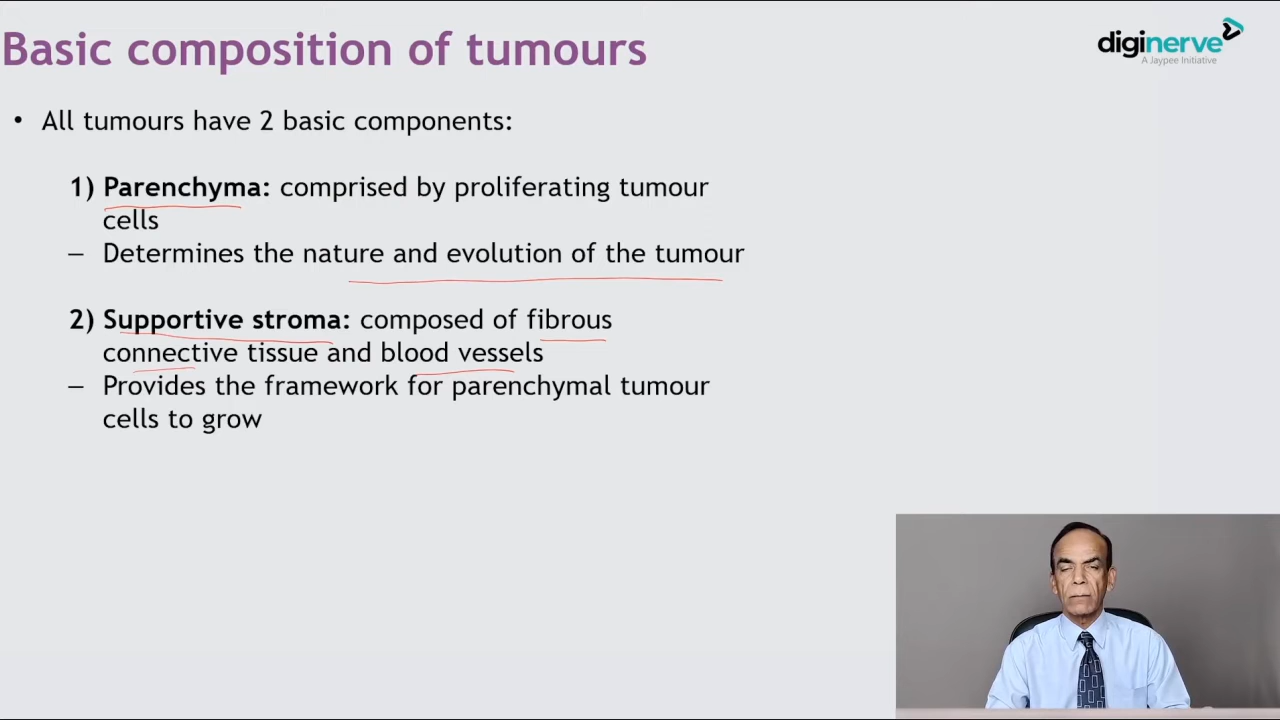 Basic composition of tumours
diginerve
A Jaypee Initiative
• All tumours have 2 basic components:
1) Parenchyma: comprised by proliferating tumour
cells
– Determines the nature and evolution of the tumour
2) Supportive stroma: composed of fibrous
connective tissue and blood vessels
– Provides the framework for parenchymal tumour
cells to grow